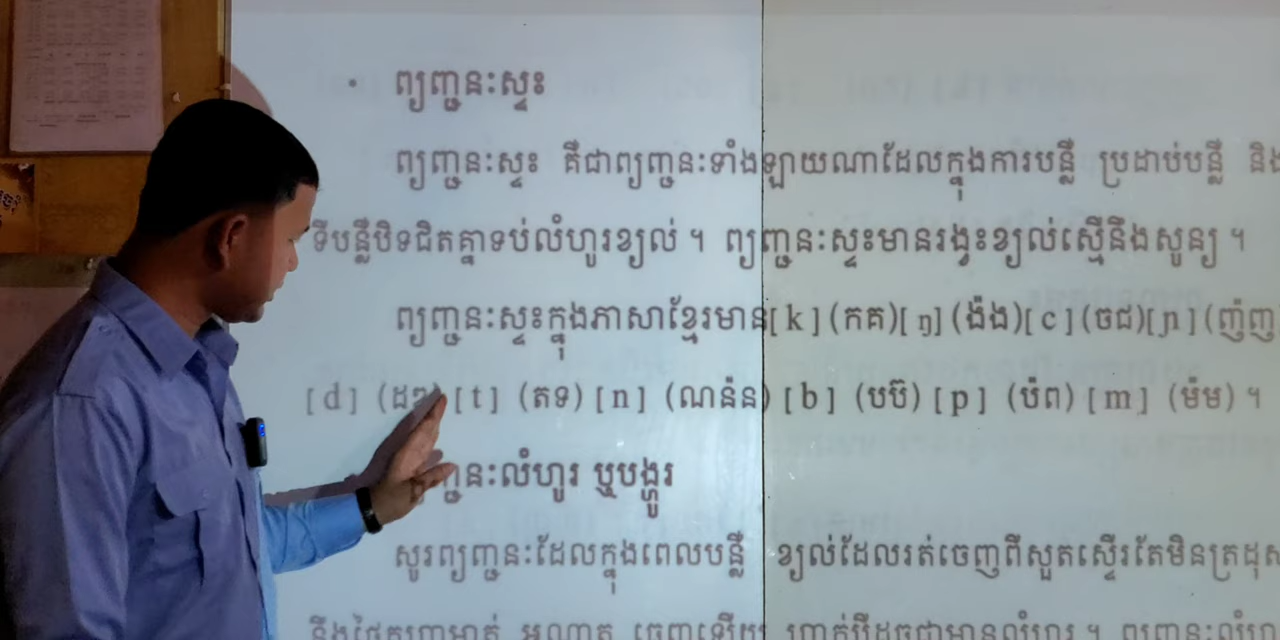 • ព្យញ្ជនៈស្ទះ
ព្យញ្ជនៈស្ទះ គឺជាព្យញ្ជនៈទាំងឡាយណាដែលក្នុងការបន្លឺ ប្រដាប់បន្លឺ និង
ទីបន្លឺបិទជិតគ្នាទប់លំហូរខ្យល់ ។ ព្យញ្ជនៈស្ទះមានរង្វះខ្យល់ស្មើនឹងសូន្យ ។
ព្យញ្ជនៈស្ទះក្នុងភាសាខ្មែរមាន[k](កគ)[ŋ](ង៉ង)[c](ចជ)[ɲ](ញ៉ញ
[d] (ដឌ) [t] (តទ) [n] (ណន៉ន) [b] (បប៊) [p] (ប៉ព) [m] (ម៉ម) ។
លំហូរ ឬបង្ហូរ
សូរព្យញ្ជនៈដែលក្នុងពេលបន្លឺ ខ្យល់ដែលរត់ចេញពីសួតស្ទើរតែមិនត្រដុស